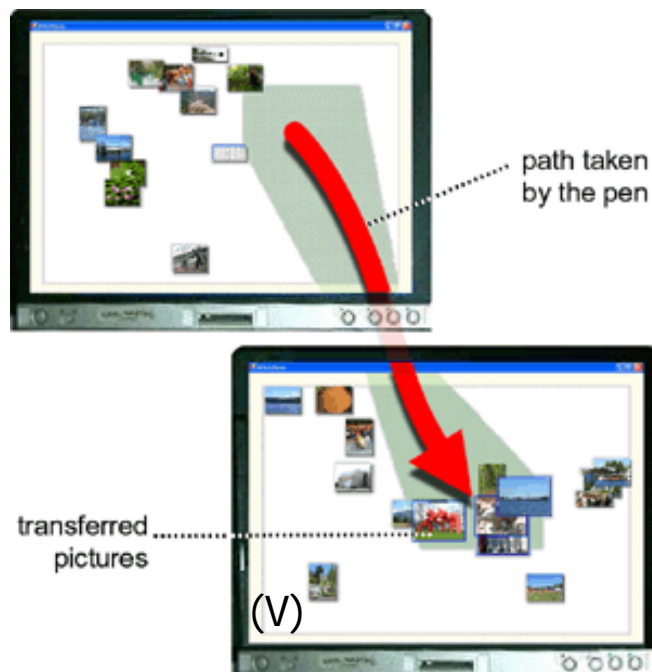 path taken
by the pen
transferred
pictures
(V)